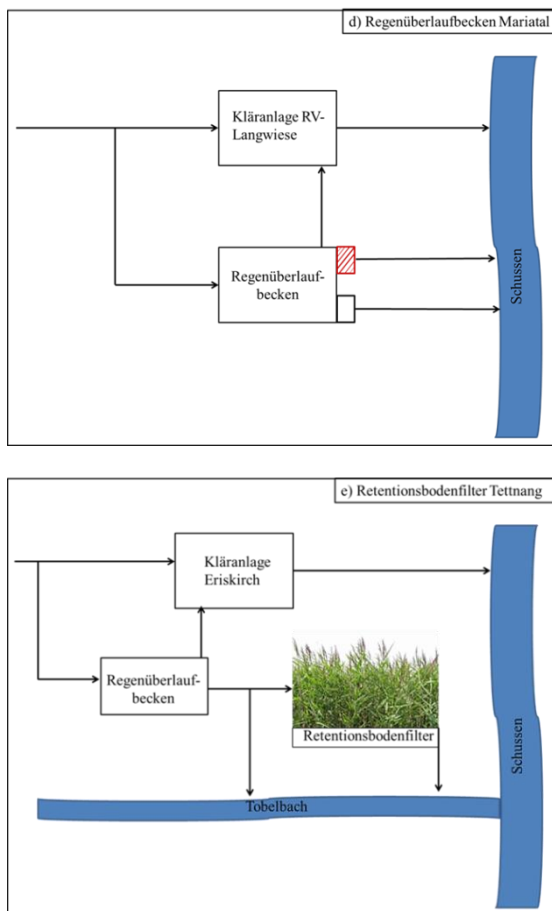 d) Regenüberlaufbecken Mariatal
Kläranlage RV-
Langwiese
Regenüberlauf-
becken
Schussen
e) Retentionsbodenfilter Tettnang
Kläranlage
Eriskirch
Regenüberlauf-
becken
Retentionsbodenfilter
Schussen
Tobelbach